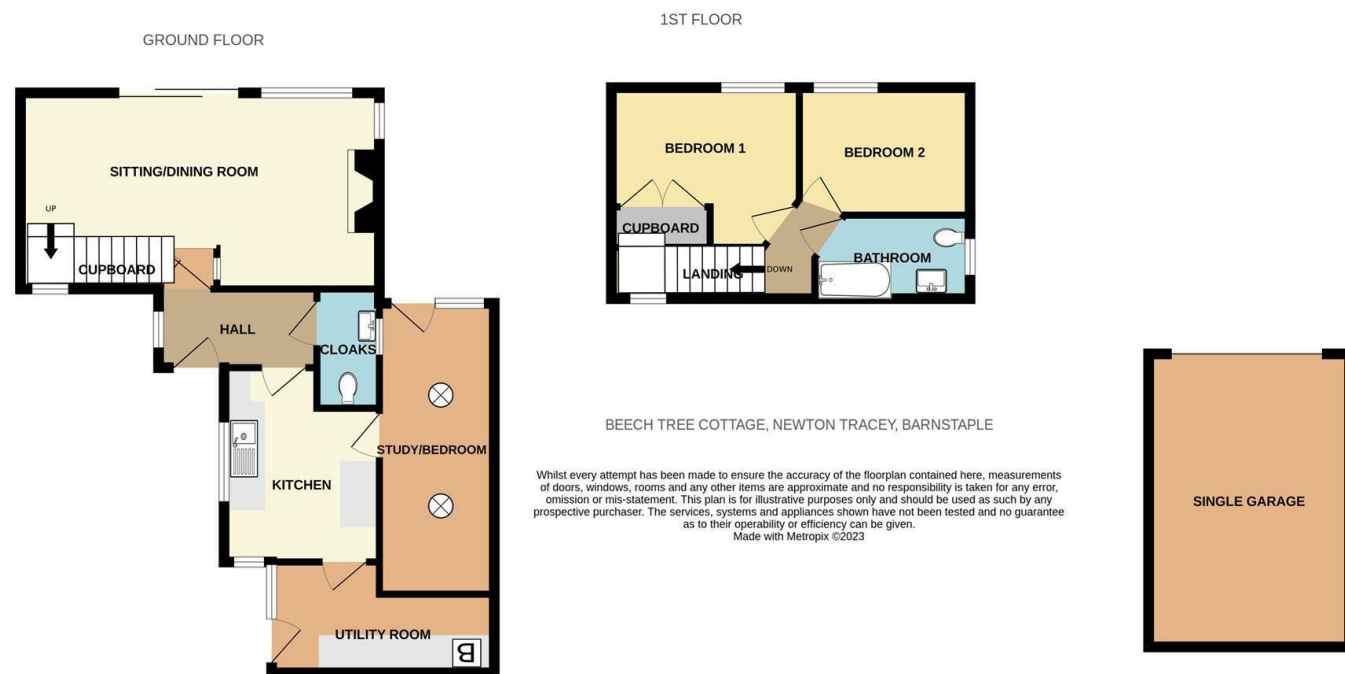 GROUND FLOOR
1ST FLOOR
SITTING/DINING ROOM
UP
CUPBOARD
HALL
CLOAKS
STUDY/BEDROOM
KITCHEN
UTILITY ROOM
B
BEDROOM 1
BEDROOM 2
CUPBOARD
LANDING
DOWN
BATHROOM
SINGLE GARAGE
BEECH TREE COTTAGE, NEWTON TRACEY, BARNSTAPLE
Whilst every attempt has been made to ensure the accuracy of the floorplan contained here, measurements
of doors, windows, rooms and any other items are approximate and no responsibility is taken for any error,
omission or mis-statement. This plan is for illustrative purposes only and should be used as such by any
prospective purchaser. The services, systems and appliances shown have not been tested and no guarantee
as to their operability or efficiency can be given.
Made with Metropix ©2023